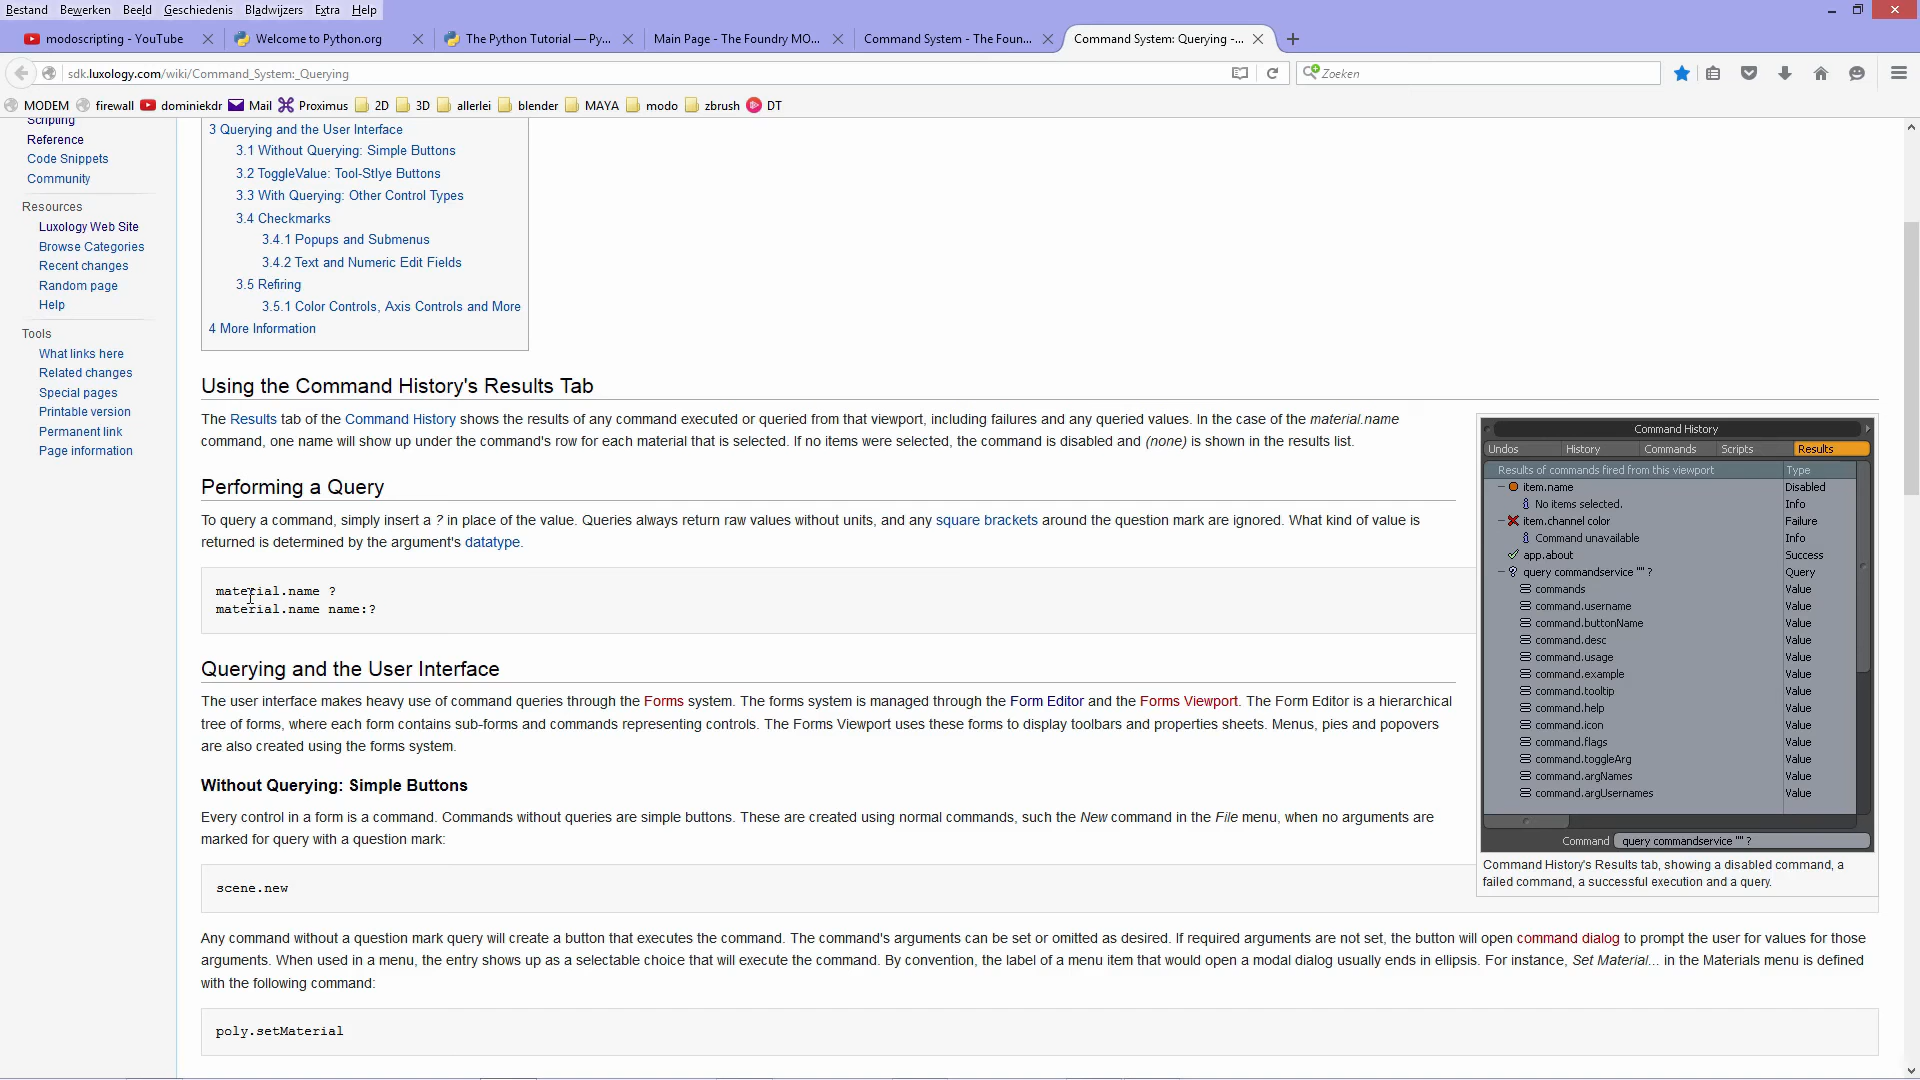 Bestand Bewerken Beeld Geschiedenis Bladwijzers Extra Help
modoscripting - YouTube
Welcome to Python.org
The Python Tutorial — Py...
Main Page - The Foundry MO...
Command System - The Foun...
Command System: Querying -...
sdk.luxology.com/wiki/Command_System:_Querying
Zoeken
MODEM firewall dominiekdr Mail Proximus 2D 3D allerlei blender MAYA modo zbrush DT
Scripting
Reference
Code Snippets
Community
Resources
Luxology Web Site
Browse Categories
Recent changes
Random page
Help
Tools
What links here
Related changes
Special pages
Printable version
Permanent link
Page information
3 Querying and the User Interface
3.1 Without Querying: Simple Buttons
3.2 ToggleValue: Tool-Stlye Buttons
3.3 With Querying: Other Control Types
3.4 Checkmarks
3.4.1 Popups and Submenus
3.4.2 Text and Numeric Edit Fields
3.5 Refiring
3.5.1 Color Controls, Axis Controls and More
4 More Information
Using the Command History's Results Tab
The Results tab of the Command History shows the results of any command executed or queried from that viewport, including failures and any queried values. In the case of the material.name
command, one name will show up under the command's row for each material that is selected. If no items were selected, the command is disabled and (none) is shown in the results list.
Performing a Query
To query a command, simply insert a ? in place of the value. Queries always return raw values without units, and any square brackets around the question mark are ignored. What kind of value is
returned is determined by the argument's datatype.
material.name ?
material.name name:?
Querying and the User Interface
The user interface makes heavy use of command queries through the Forms system. The forms system is managed through the Form Editor and the Forms Viewport. The Form Editor is a hierarchical
tree of forms, where each form contains sub-forms and commands representing controls. The Forms Viewport uses these forms to display toolbars and property sheets. Menus, pies and popovers
are also created using the forms system.
Without Querying: Simple Buttons
Every control in a form is a command. Commands without queries are simple buttons. These are created using normal commands, such the New command in the File menu, when no arguments are
marked for query with a question mark:
scene.new
Any command without a question mark query will create a button that executes the command. The command's arguments can be set or omitted as desired. If required arguments are not set, the button will open command dialog to prompt the user for values for those
arguments. When used in a menu, the entry shows up as a selectable choice that will execute the command. By convention, the label of a menu item that would open a modal dialog usually ends in ellipsis. For instance, Set Material... in the Materials menu is defined
with the following command:
poly.setMaterial
Command History
Undos History Commands Scripts Results
Results of commands fired from this viewport Type
item.name Disabled
No items selected. Info
item.channel color Failure
Command unavailable Info
app.about Success
query commandservice "" ? Query
commands Value
command.username Value
command.buttonName Value
command.desc Value
command.usage Value
command.example Value
command.tooltip Value
command.help Value
command.icon Value
command.flags Value
command.toggleArg Value
command.argNames Value
command.argUsernames Value
Command query commandservice "" ?
Command History's Results tab, showing a disabled command, a
failed command, a successful execution and a query.